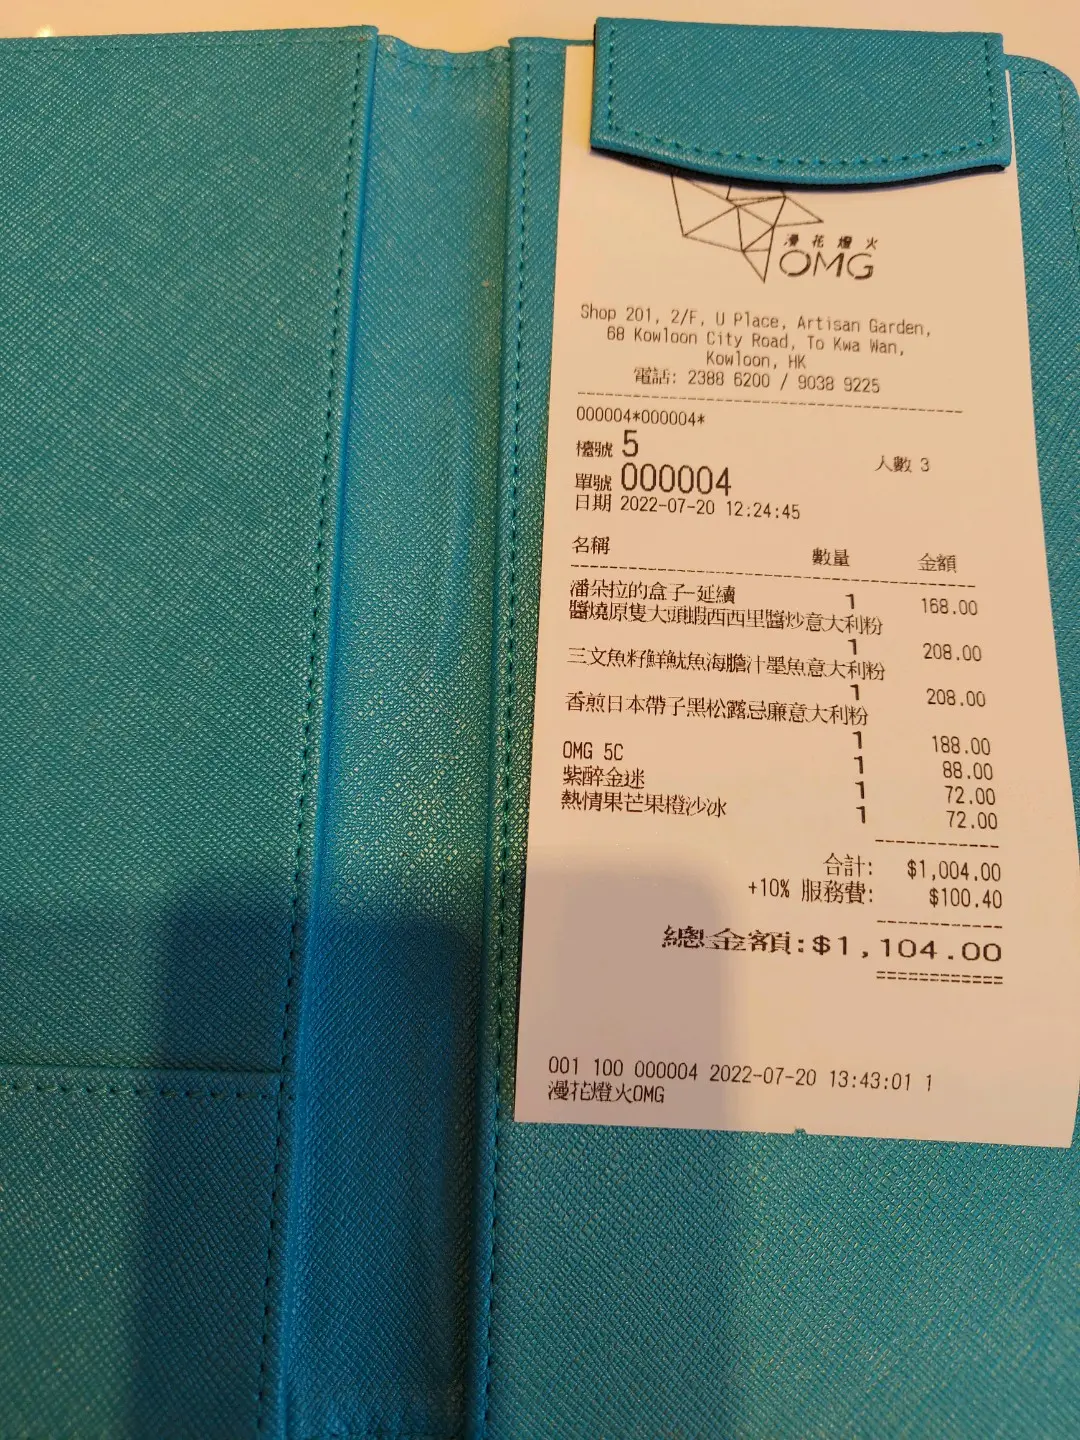 漫花燈火
OMG
Shop 201, 2/F, U Place, Artisan Garden,
68 Kowloon City Road, To Kwa Wan,
Kowloon, HK
電話: 2388 6200 / 9038 9225
000004*000004*
檯號 5 人數 3
單號 000004
日期 2022-07-20 12:24:45
名稱 數量 金額
潘朵拉的盒子-延續 1 168.00
醬燒原隻大頭蝦西西里醬炒意大利粉
1 208.00
三文魚籽鮮魷魚海膽汁墨魚意大利粉
1 208.00
香煎日本帶子黑松露忌廉意大利粉
1 188.00
OMG 5C 1 88.00
紫醉金迷 1 72.00
熱情果芒果橙沙冰 1 72.00
合計: $1,004.00
+10% 服務費: $100.40
總金額:$1,104.00
001 100 000004 2022-07-20 13:43:01 1
漫花燈火OMG